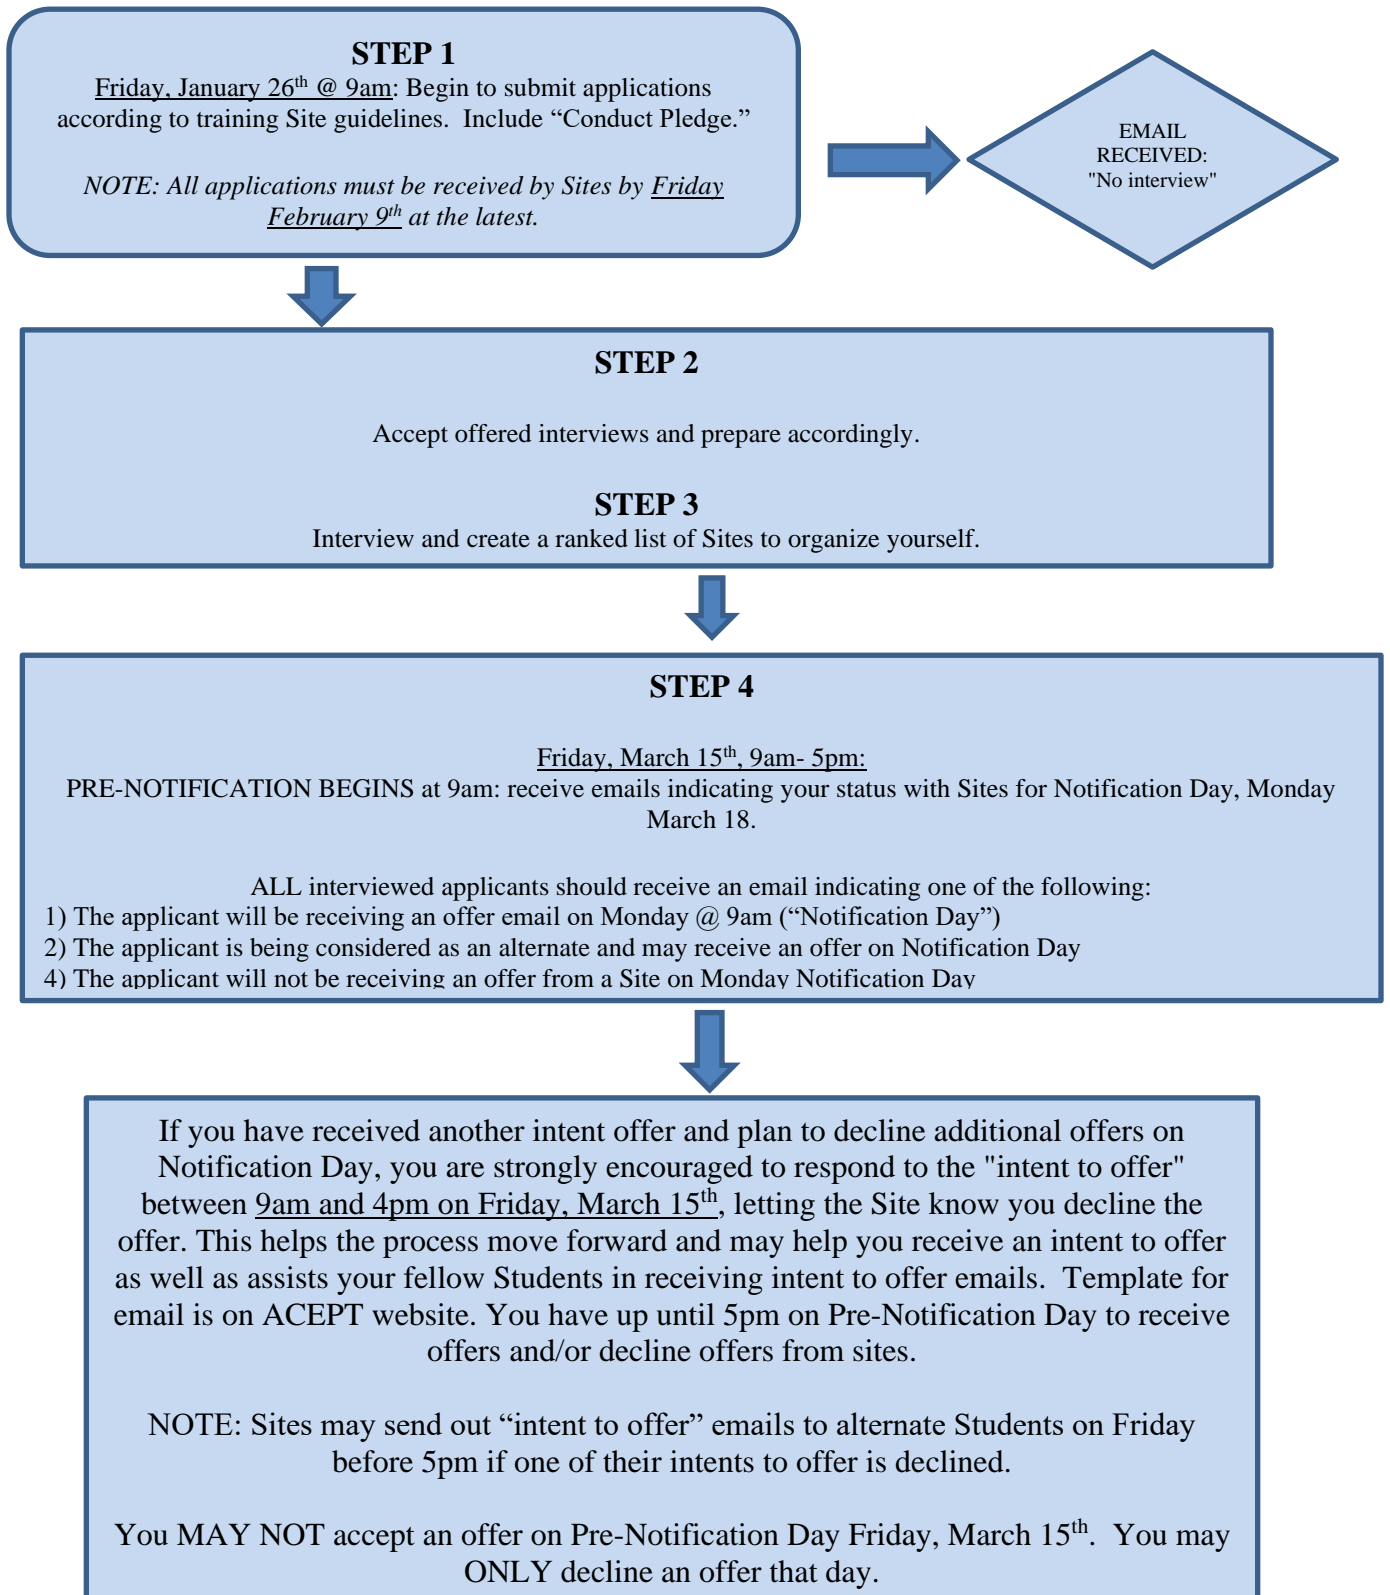 STEP 1
Friday, January 26th @ 9am: Begin to submit applications
according to training Site guidelines.  Include “Conduct Pledge.”
NOTE: All applications must be received by Sites by Friday
February 9th at the latest.
EMAIL
RECEIVED:
"No interview"
STEP 2
Accept offered interviews and prepare accordingly.
STEP 3
Interview and create a ranked list of Sites to organize yourself.
STEP 4
Friday, March 15th, 9am- 5pm:
PRE-NOTIFICATION BEGINS at 9am: receive emails indicating your status with Sites for Notification Day, Monday
March 18.
ALL interviewed applicants should receive an email indicating one of the following:
1) The applicant will be receiving an offer email on Monday @ 9am (“Notification Day”)
2) The applicant is being considered as an alternate and may receive an offer on Notification Day
4) The applicant will not be receiving an offer from a Site on Monday Notification Day
If you have received another intent offer and plan to decline additional offers on
Notification Day, you are strongly encouraged to respond to the "intent to offer"
between 9am and 4pm on Friday, March 15th, letting the Site know you decline the
offer. This helps the process move forward and may help you receive an intent to offer
as well as assists your fellow Students in receiving intent to offer emails.  Template for
email is on ACEPT website. You have up until 5pm on Pre-Notification Day to receive
offers and/or decline offers from sites.
NOTE: Sites may send out “intent to offer” emails to alternate Students on Friday
before 5pm if one of their intents to offer is declined.
You MAY NOT accept an offer on Pre-Notification Day Friday, March 15th.  You may
ONLY decline an offer that day.